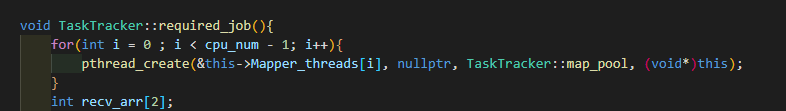 void TaskTracker::required_job(){
    for(int i = 0 ; i < cpu_num - 1; i++){
        pthread_create(&this->Mapper_threads[i], nullptr, TaskTracker::map_pool, (void*)this);
    }
    int recv_arr[2];